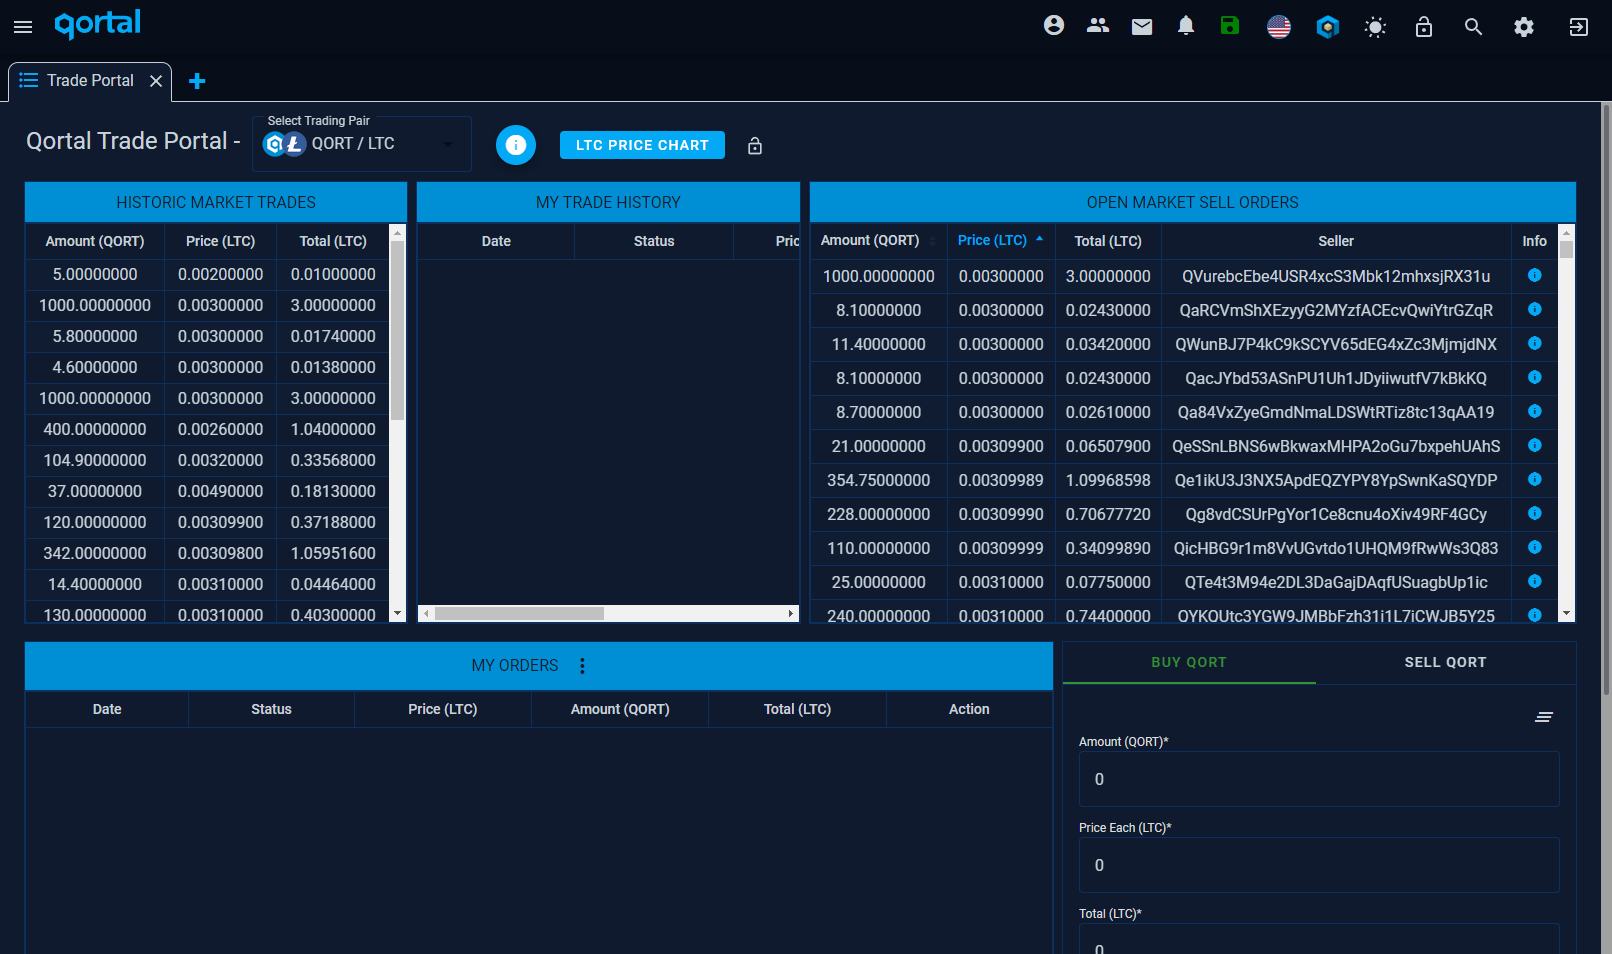 qortal
Trade Portal
Qortal Trade Portal -
Select Trading Pair
QORT / LTC
LTC PRICE CHART
HISTORIC MARKET TRADES
Amount (QORT) Price (LTC) Total (LTC)
5.00000000 0.00200000 0.01000000
1000.00000000 0.00300000 3.00000000
5.80000000 0.00300000 0.01740000
4.60000000 0.00300000 0.01380000
1000.00000000 0.00300000 3.00000000
400.00000000 0.00260000 1.04000000
104.90000000 0.00320000 0.33568000
37.00000000 0.00490000 0.18130000
120.00000000 0.00309900 0.37188000
342.00000000 0.00309800 1.05951600
14.40000000 0.00310000 0.04464000
130.00000000 0.00310000 0.40300000
MY TRADE HISTORY
Date Status Pric
OPEN MARKET SELL ORDERS
Amount (QORT) Price (LTC) Total (LTC) Seller Info
1000.00000000 0.00300000 3.00000000 QVurebcEbe4USR4xcS3Mbk12mhxsjRX31u
8.10000000 0.00300000 0.02430000 QaRCVmShXEzyyG2MYzfACEcvQwiYtrGZqR
11.40000000 0.00300000 0.03420000 QWunBJ7P4kC9kSCYV65dEG4xZc3MjmjdNX
8.10000000 0.00300000 0.02430000 QacJYbd53ASnPU1Uh1JDyiiwutfV7kBkKQ
8.70000000 0.00300000 0.02610000 Qa84VxZyeGmdNmaLDSWtRTiz8tc13qAA19
21.00000000 0.00309900 0.06507900 QeSSnLBNS6wBkwaxMHPA2oGu7bxpehUAhS
354.75000000 0.00309989 1.09968598 Qe1ikU3J3NX5ApdEQZYPY8YpSwnKaSQYDP
228.00000000 0.00309990 0.70677720 Qg8vdCSUrPgYor1Ce8cnu4oXiv49RF4GCy
110.00000000 0.00309999 0.34099890 QicHBG9r1m8VvUGvtdo1UHQM9fRwWs3Q83
25.00000000 0.00310000 0.07750000 QTe4t3M94e2DL3DaGajDAqfUSuagbUp1ic
240.00000000 0.00310000 0.74400000 QYKQUtc3YGW9JMBbFzh31i1L7iCWJB5Y25
MY ORDERS
Date Status Price (LTC) Amount (QORT) Total (LTC) Action
BUY QORT SELL QORT
Amount (QORT)*
0
Price Each (LTC)*
0
Total (LTC)*
0